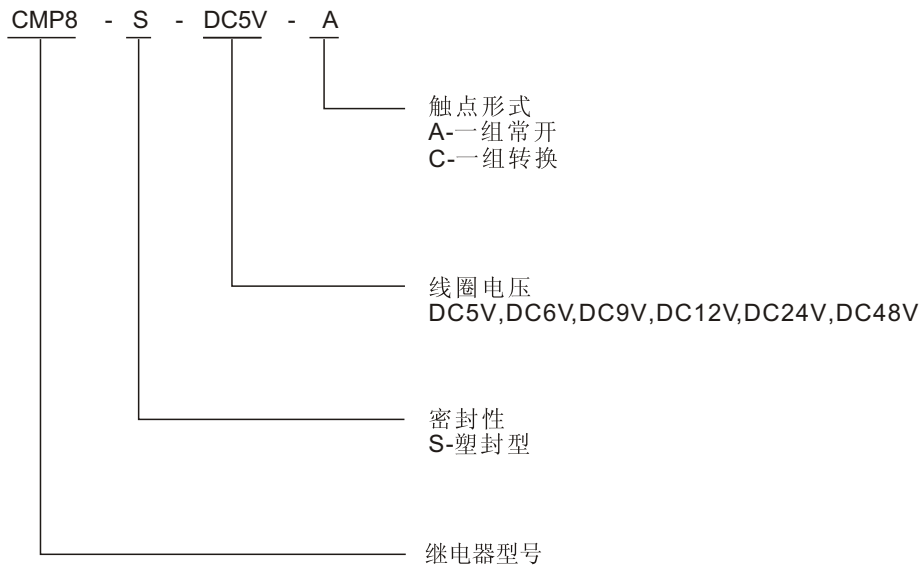 CMP8 - S - DC5V - A
触点形式
A-一组常开
C-一组转换
线圈电压
DC5V,DC6V,DC9V,DC12V,DC24V,DC48V
密封性
S-塑封型
继电器型号